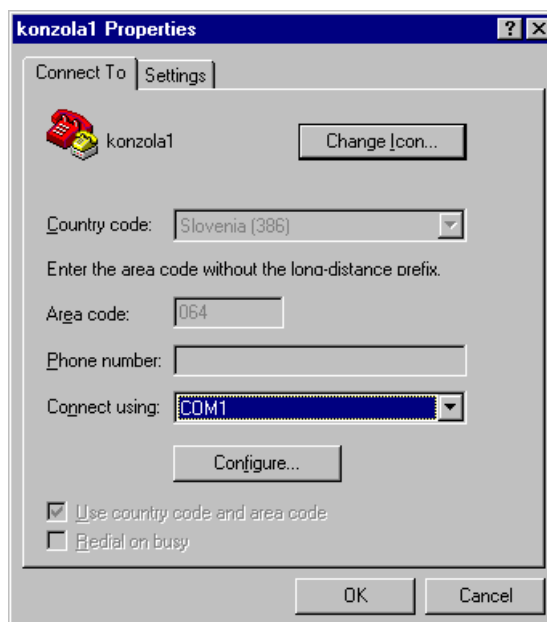 konzola1 Properties
Connect To Settings
konzola1 Change Icon...
Country code: Slovenia (386)
Enter the area code without the long-distance prefix.
Area code: 064
Phone number:
Connect using: COM1
Configure...
Use country code and area code
Redial on busy
OK Cancel